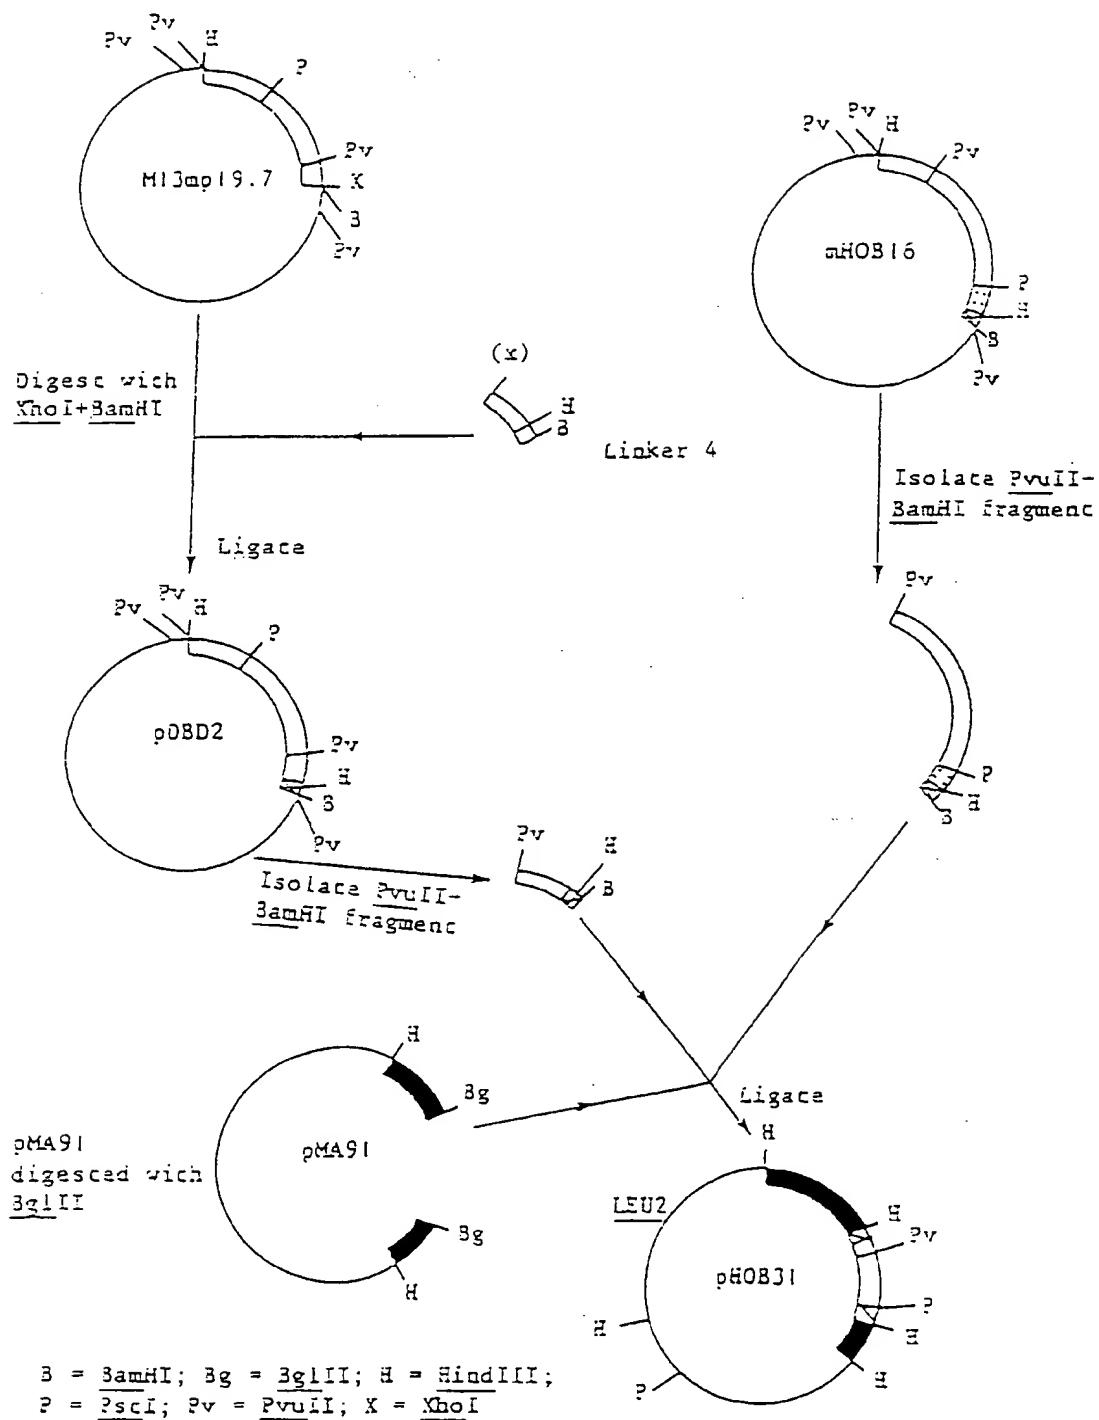 Pv Pv H
P
Pv
X
B
Pv
M13mp19.7
Pv Pv H
Pv
P
H
B
Pv
mHOB16
Digest with
XhoI+BamHI
(x)
H
B
Linker 4
Isolate PvuII-
BamHI fragment
Ligate
Pv Pv H
P
Pv
H
B
Pv
pDBD2
Pv
P
H
B
Isolate PvuII-
BamHI fragment
Pv
H
B
H
Bg
pMA91
Bg
H
pMA91
digested with
BglII
Ligate
H
LEU2
H
Pv
pHOB31
P
H
H
H
P
B = BamHI; Bg = BglII; H = HindIII;
P = PstI; Pv = PvuII; X = XhoI